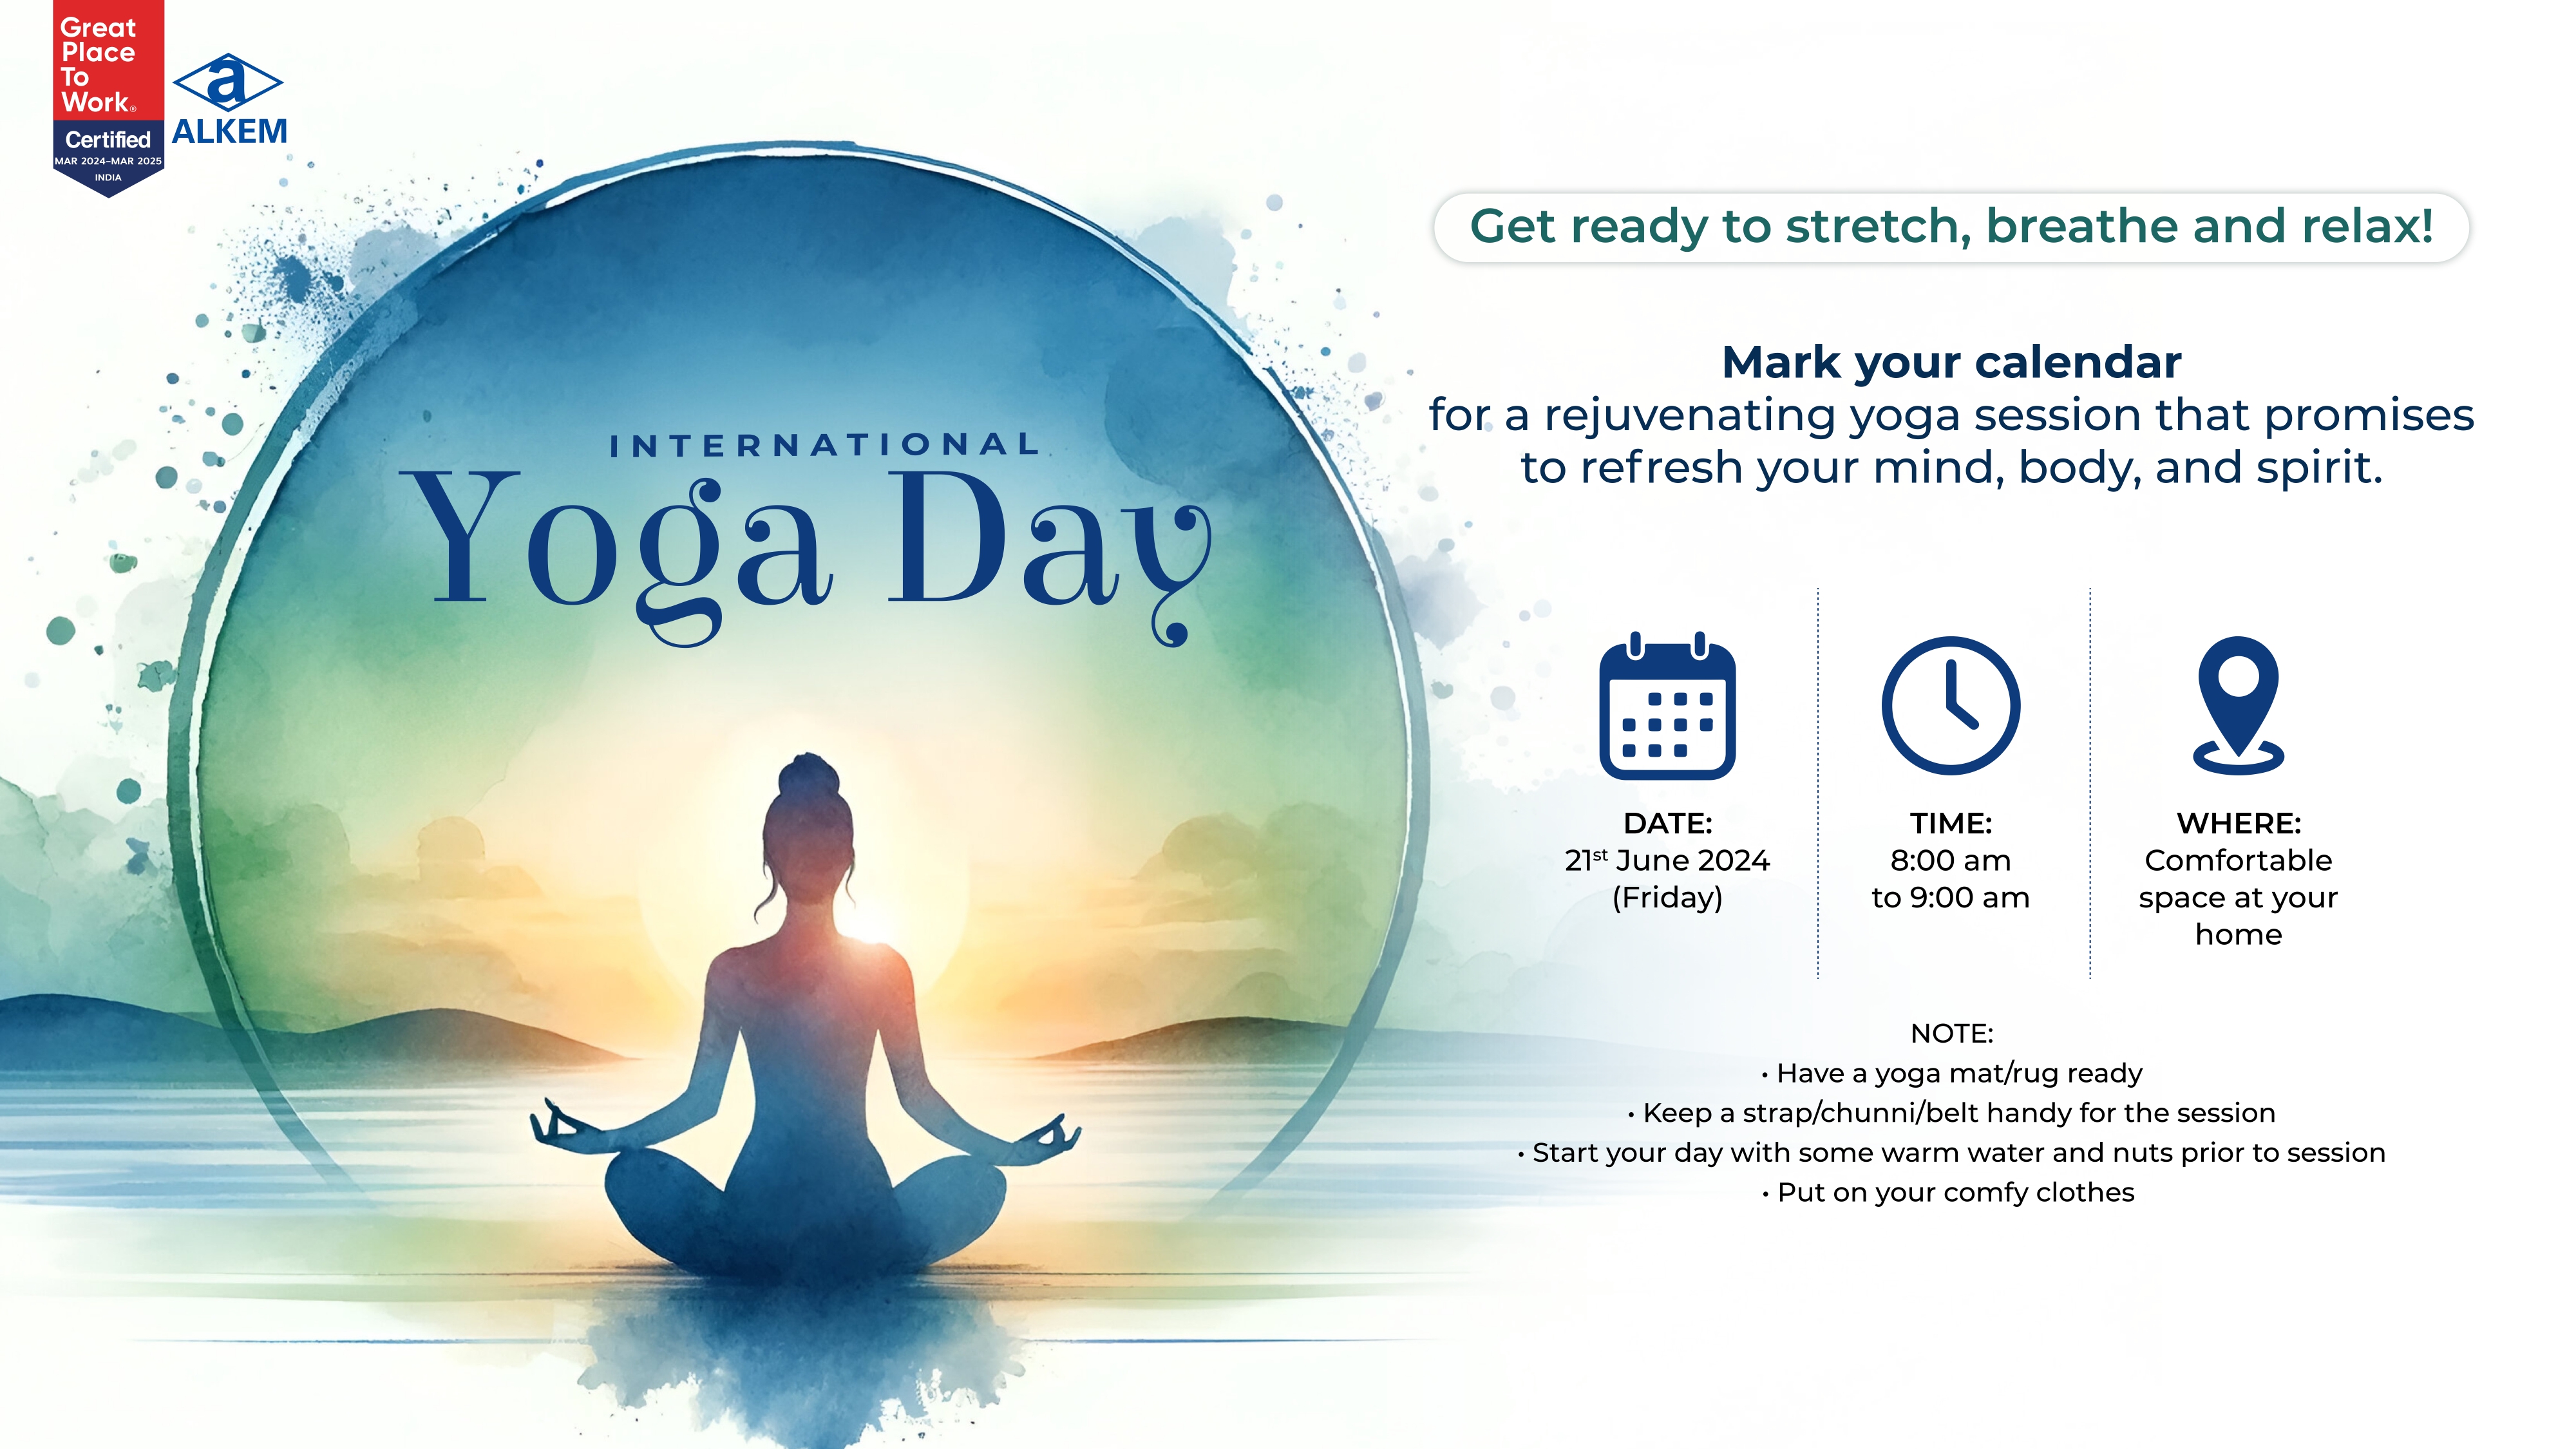 Great
Place
To
Work®
Certified
MAR 2024–MAR 2025
INDIA
a
ALKEM
INTERNATIONAL
Yoga Day
Get ready to stretch, breathe and relax!
Mark your calendar
for a rejuvenating yoga session that promises
to refresh your mind, body, and spirit.
DATE:
21st June 2024
(Friday)
TIME:
8:00 am
to 9:00 am
WHERE:
Comfortable
space at your
home
NOTE:
• Have a yoga mat/rug ready
• Keep a strap/chunni/belt handy for the session
• Start your day with some warm water and nuts prior to session
• Put on your comfy clothes